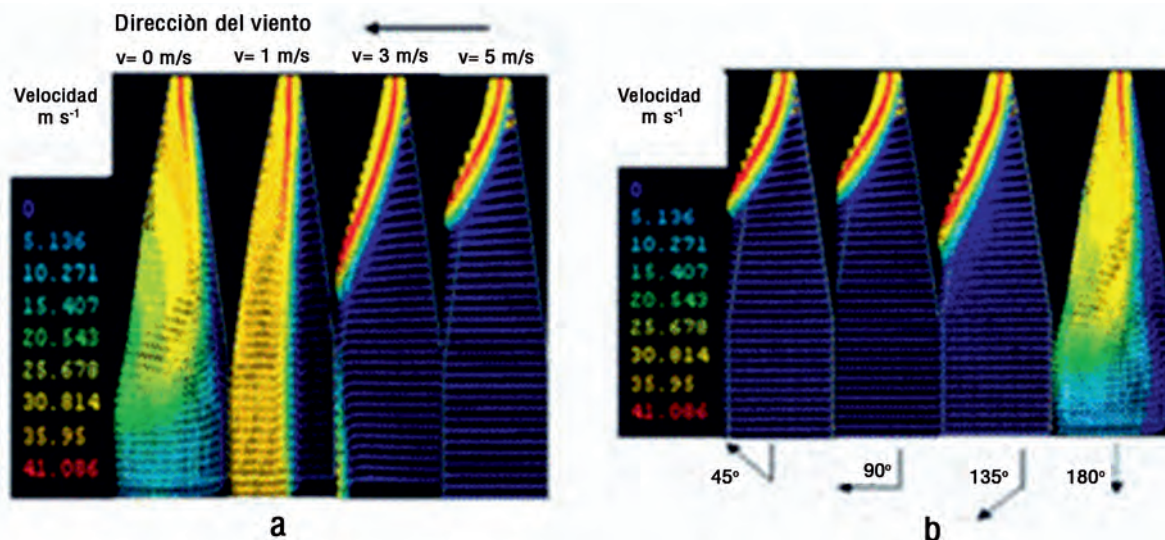 Direcciòn del viento
v= 0 m/s v= 1 m/s v= 3 m/s v= 5 m/s
Velocidad
m s⁻¹
0
5.136
10.271
15.407
20.543
25.678
30.814
35.95
41.086
a
Velocidad
m s⁻¹
0
5.136
10.271
15.407
20.543
25.678
30.814
35.95
41.086
45º 90º 135º 180º
b